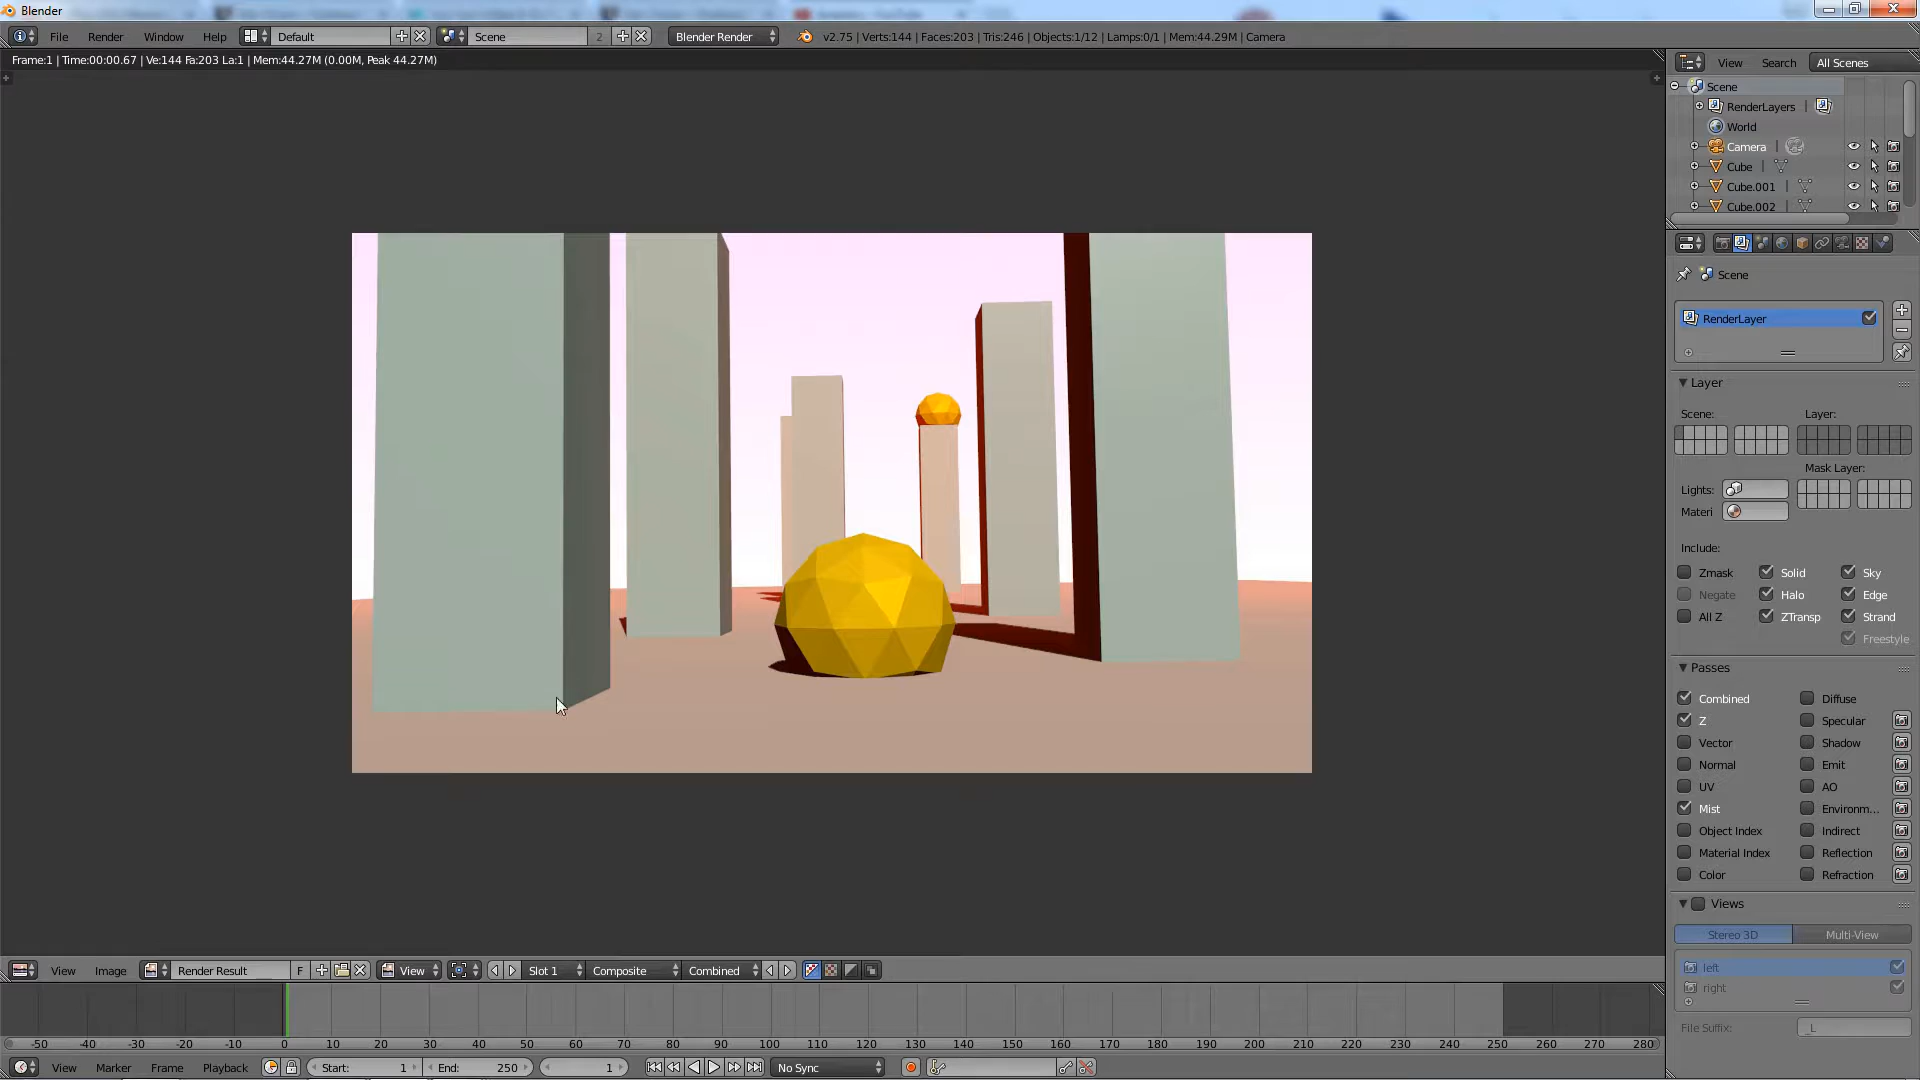 Blender
File Render Window Help Default Scene 2 Blender Render v2.75 | Verts:144 | Faces:203 | Tris:246 | Objects:1/12 | Lamps:0/1 | Mem:44.29M | Camera
Frame:1 | Time:00:00.67 | Ve:144 Fa:203 La:1 | Mem:44.27M (0.00M, Peak 44.27M)
View Search All Scenes
Scene
RenderLayers |
World
Camera |
Cube |
Cube.001 |
Cube.002 |
Scene
RenderLayer
Layer
Scene: Layer:
Mask Layer:
Lights:
Materi
Include:
Zmask Solid Sky
Negate Halo Edge
All Z ZTransp Strand
Freestyle
Passes
Combined Diffuse
Z Specular
Vector Shadow
Normal Emit
UV AO
Mist Environm...
Object Index Indirect
Material Index Reflection
Color Refraction
Views
Stereo 3D Multi-View
left
right
File Suffix: _L
View Image Render Result F View Slot 1 Composite Combined
-50 -40 -30 -20 -10 0 10 20 30 40 50 60 70 80 90 100 110 120 130 140 150 160 170 180 190 200 210 220 230 240 250 260 270 280
View Marker Frame Playback Start: 1 End: 250 1 No Sync